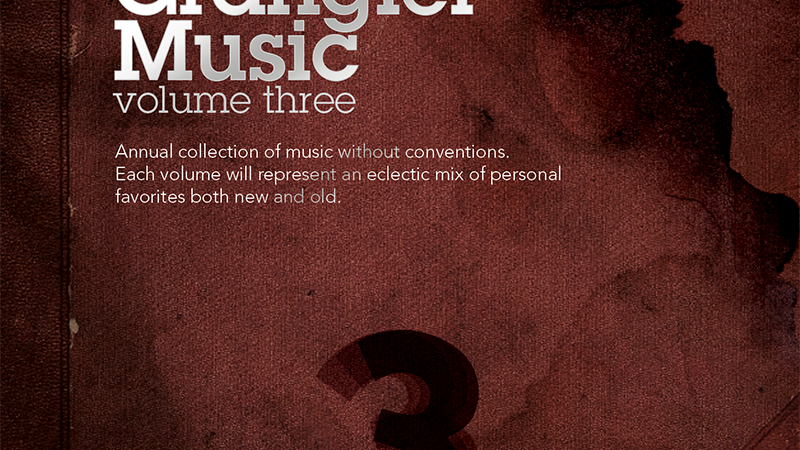 Music
volume three
Annual collection of music without conventions.
Each volume will represent an eclectic mix of personal
favorites both new and old.
3